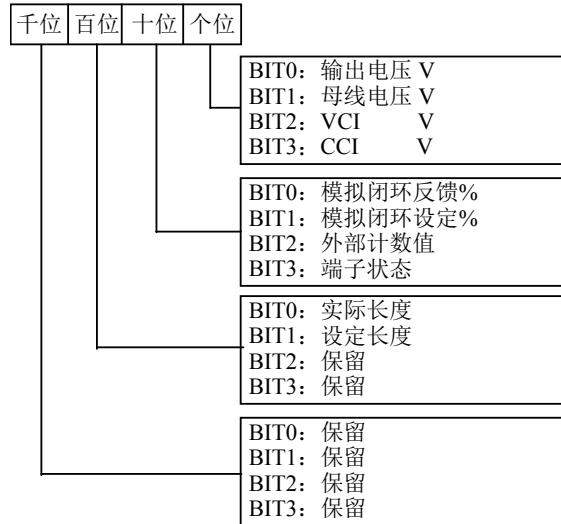 千位 百位 十位 个位
BIT0：输出电压 V
BIT1：母线电压 V
BIT2：VCI V
BIT3：CCI V
BIT0：模拟闭环反馈%
BIT1：模拟闭环设定%
BIT2：外部计数值
BIT3：端子状态
BIT0：实际长度
BIT1：设定长度
BIT2：保留
BIT3：保留
BIT0：保留
BIT1：保留
BIT2：保留
BIT3：保留